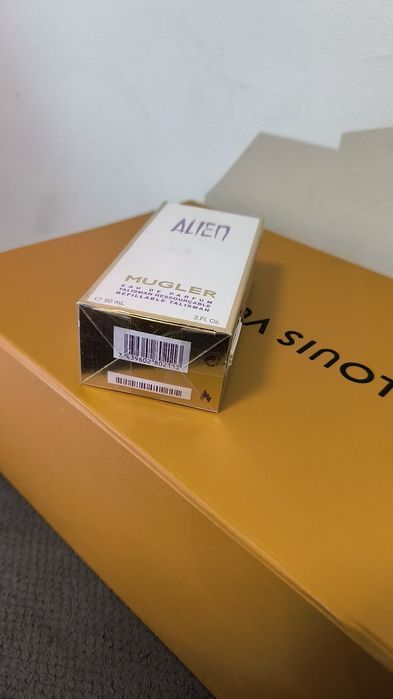 ALIEN
MUGLER
EAU DE PARFUM
TALISMAN RESSOURÇABLE
REFILLABLE TALISMAN
℮ 90 mL
3.FL.Oz.
LOUIS V